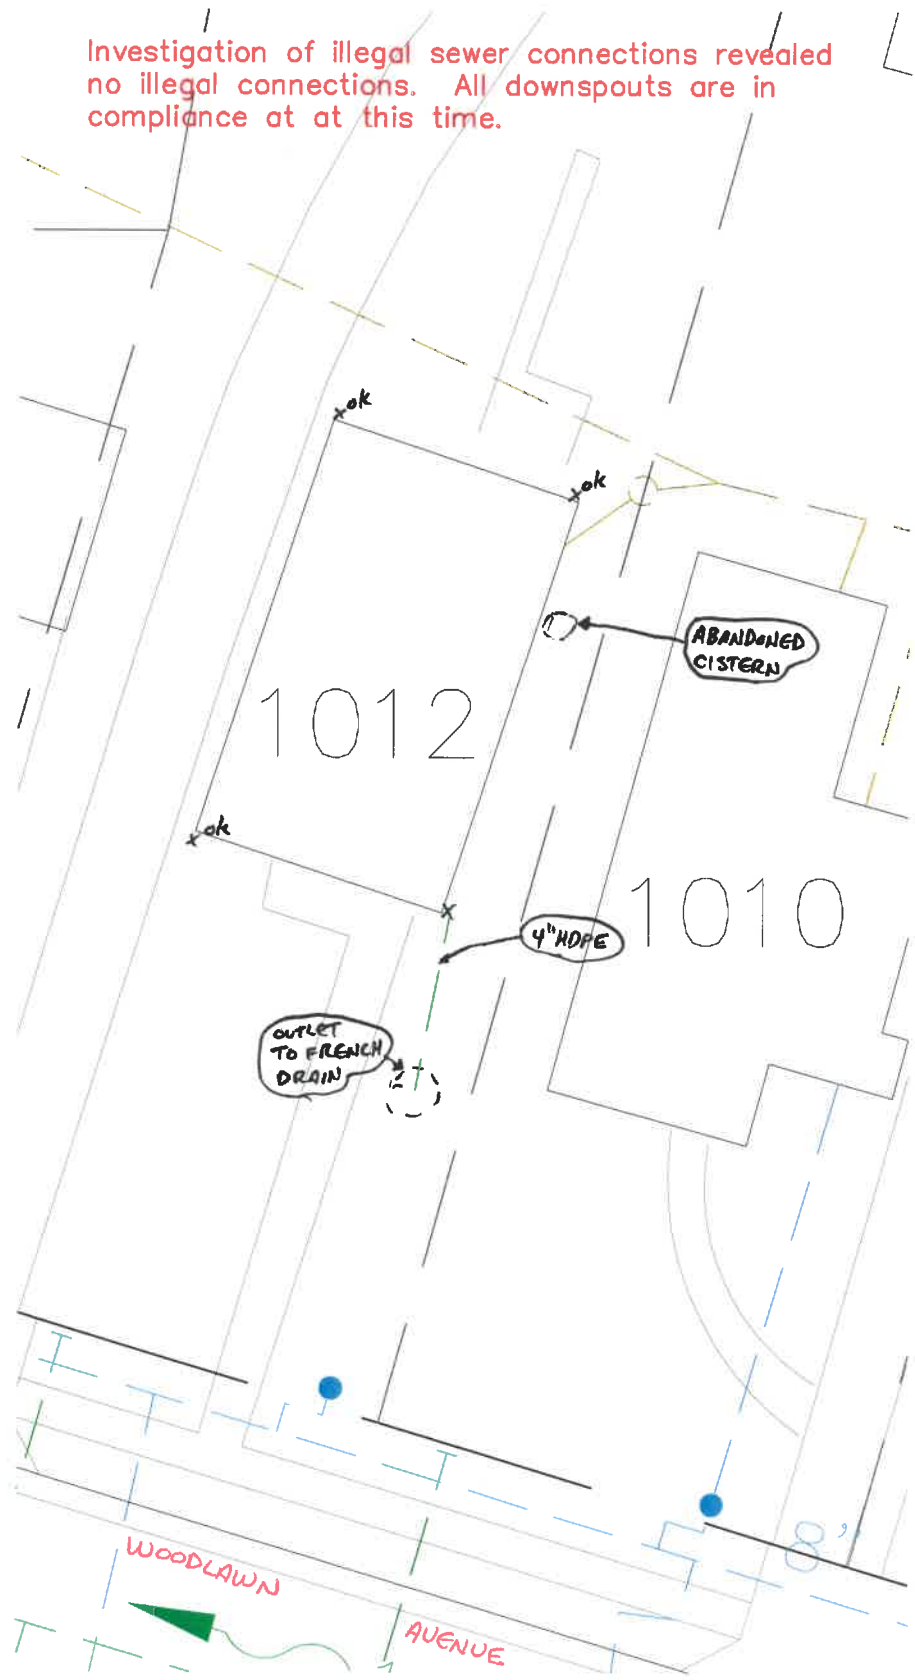 Investigation of illegal sewer connections revealed
no illegal connections. All downspouts are in
compliance at at this time.
ok
ok
ABANDONED
CISTERN
1012
ok
1010
4" HDPE
OUTLET
TO FRENCH
DRAIN
8"
WOODLAWN
AVENUE